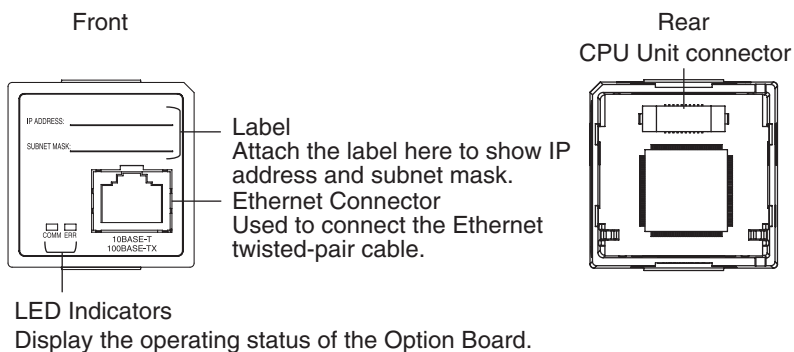 Front
Rear
CPU Unit connector
IP ADDRESS:
SUBNET MASK:
Label
Attach the label here to show IP
address and subnet mask.
Ethernet Connector
Used to connect the Ethernet
twisted-pair cable.
COMM ERR
10BASE-T
100BASE-TX
LED Indicators
Display the operating status of the Option Board.